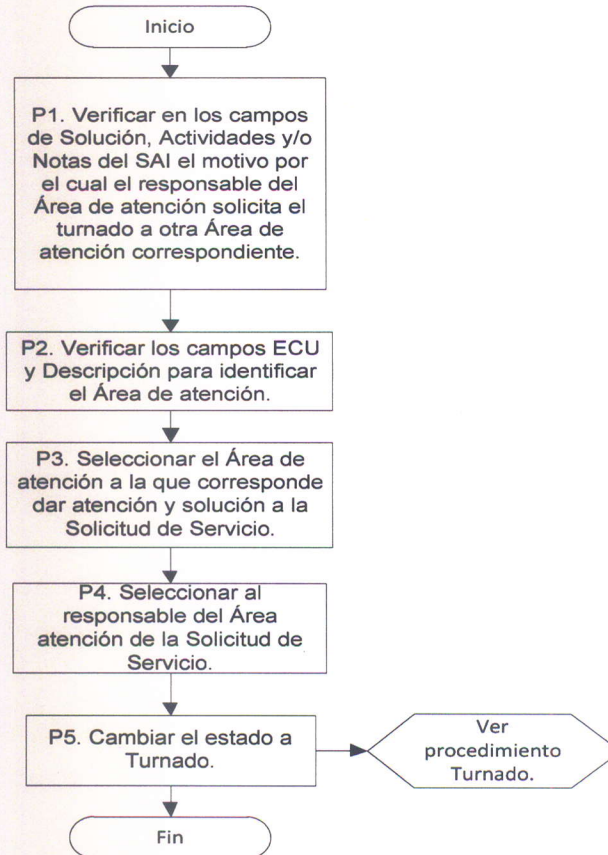 Inicio
P1. Verificar en los campos
de Solución, Actividades y/o
Notas del SAI el motivo por
el cual el responsable del
Área de atención solicita el
turnado a otra Área de
atención correspondiente.
P2. Verificar los campos ECU
y Descripción para identificar
el Área de atención.
P3. Seleccionar el Área de
atención a la que corresponde
dar atención y solución a la
Solicitud de Servicio.
P4. Seleccionar al
responsable del Área
atención de la Solicitud de
Servicio.
P5. Cambiar el estado a
Turnado.
Ver
procedimiento
Turnado.
Fin